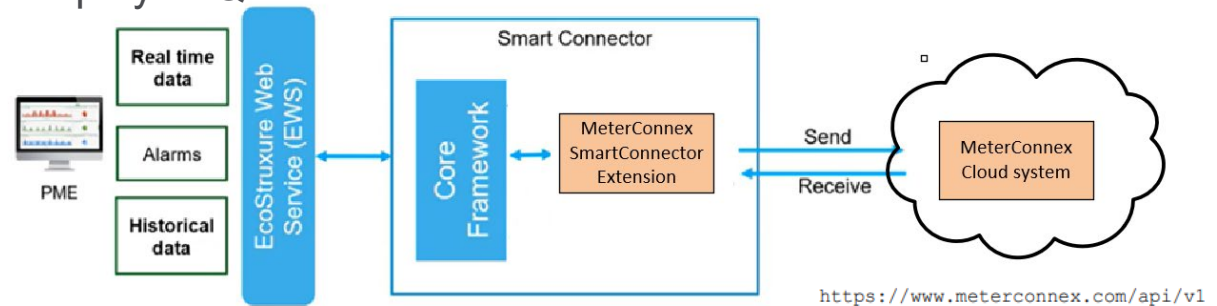 Real time
data
Alarms
Historical
data
PME
EcoStruxure Web
Service (EWS)
Smart Connector
Core
Framework
MeterConnex
SmartConnector
Extension
Send
Receive
MeterConnex
Cloud system
https://www.meterconnex.com/api/v1